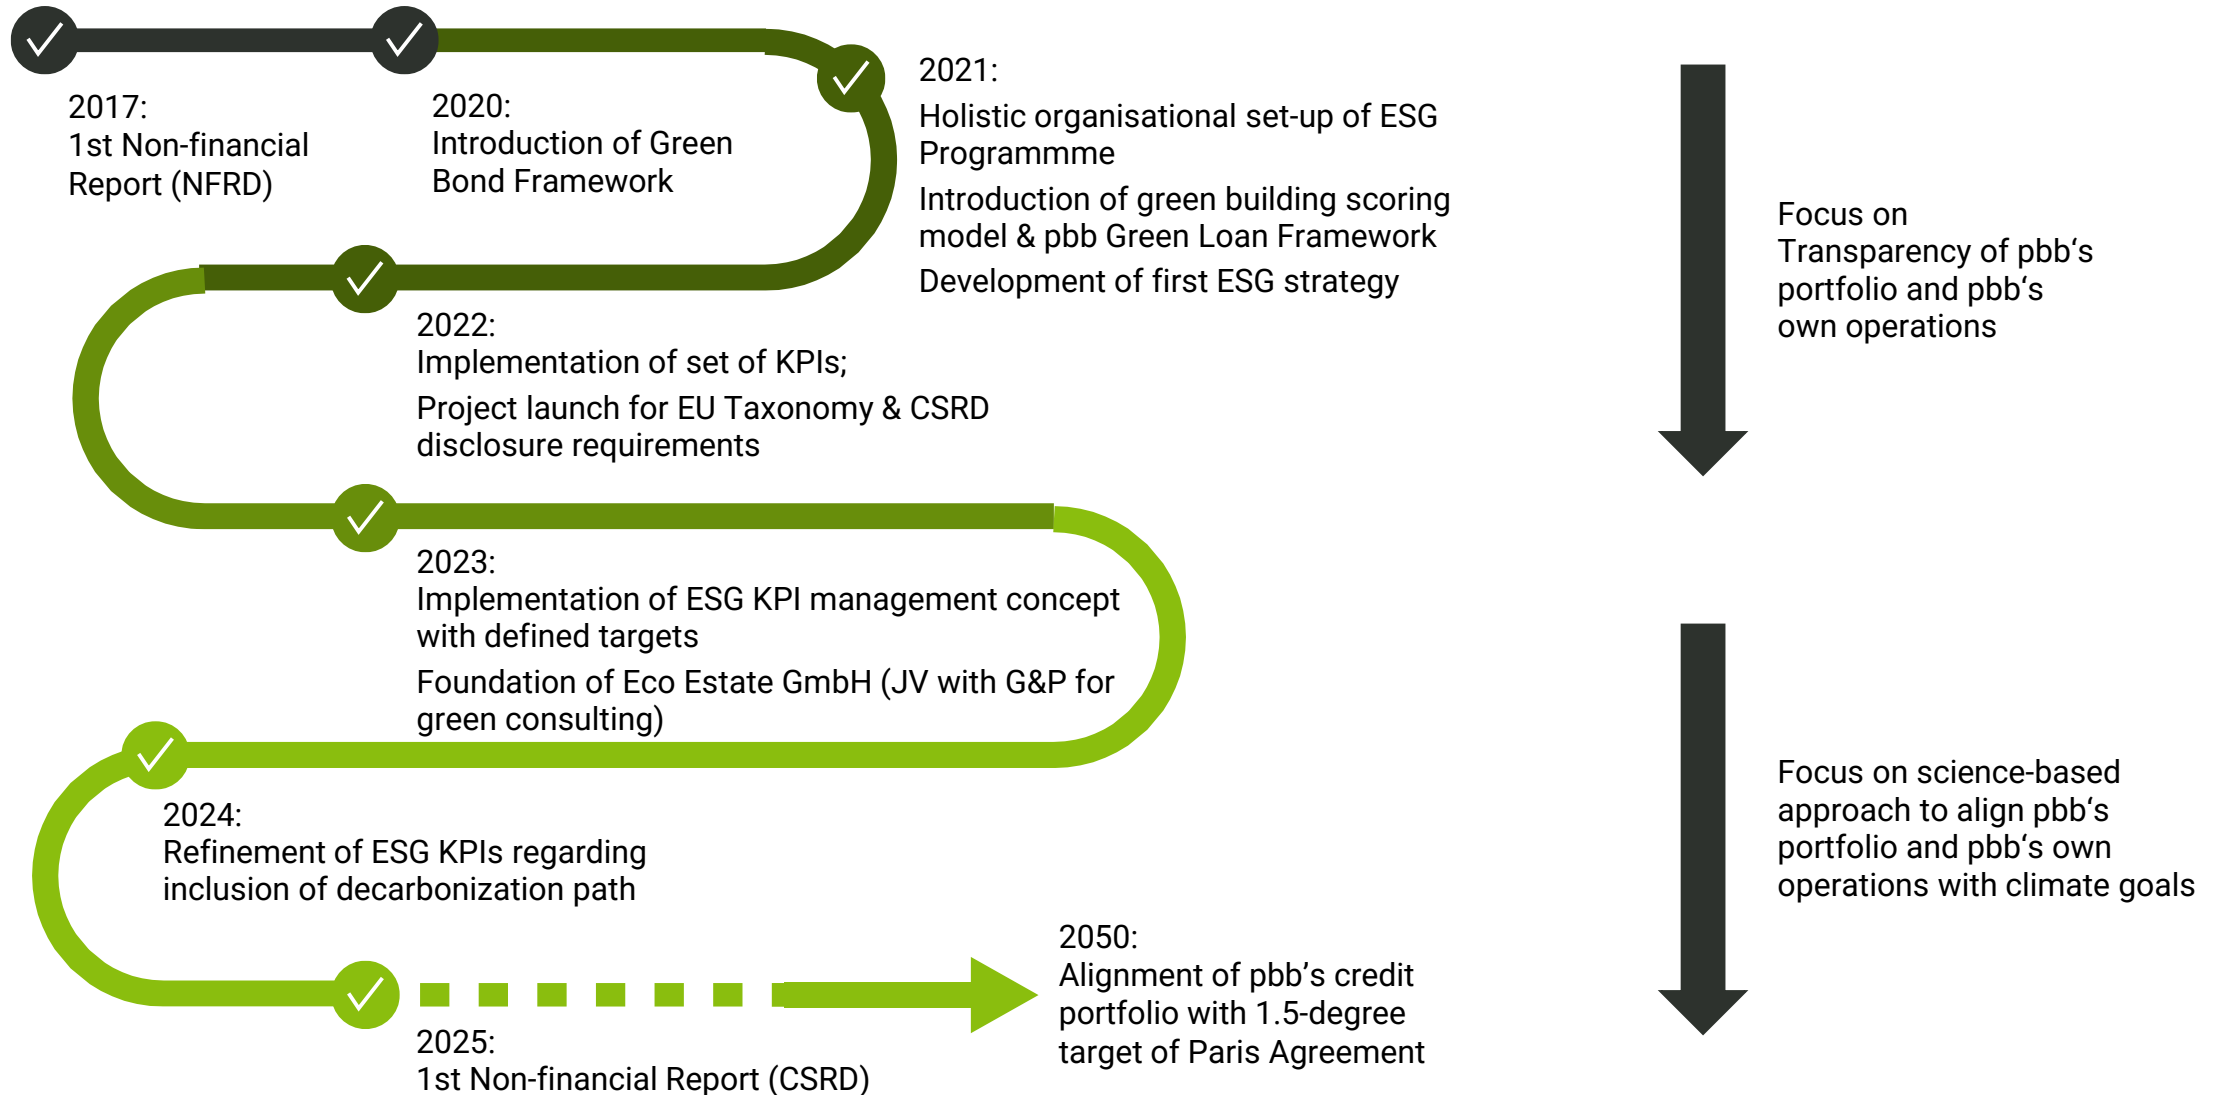 2017:
1st Non-financial
Report (NFRD)
2020:
Introduction of Green
Bond Framework
2021:
Holistic organisational set-up of ESG
Programmme
Introduction of green building scoring
model & pbb Green Loan Framework
Development of first ESG strategy
2022:
Implementation of set of KPIs;
Project launch for EU Taxonomy & CSRD
disclosure requirements
2023:
Implementation of ESG KPI management concept
with defined targets
Foundation of Eco Estate GmbH (JV with G&P for
green consulting)
2024:
Refinement of ESG KPIs regarding
inclusion of decarbonization path
2025:
1st Non-financial Report (CSRD)
2050:
Alignment of pbb’s credit
portfolio with 1.5-degree
target of Paris Agreement
Focus on
Transparency of pbb‘s
portfolio and pbb‘s
own operations
Focus on science-based
approach to align pbb‘s
portfolio and pbb‘s own
operations with climate goals